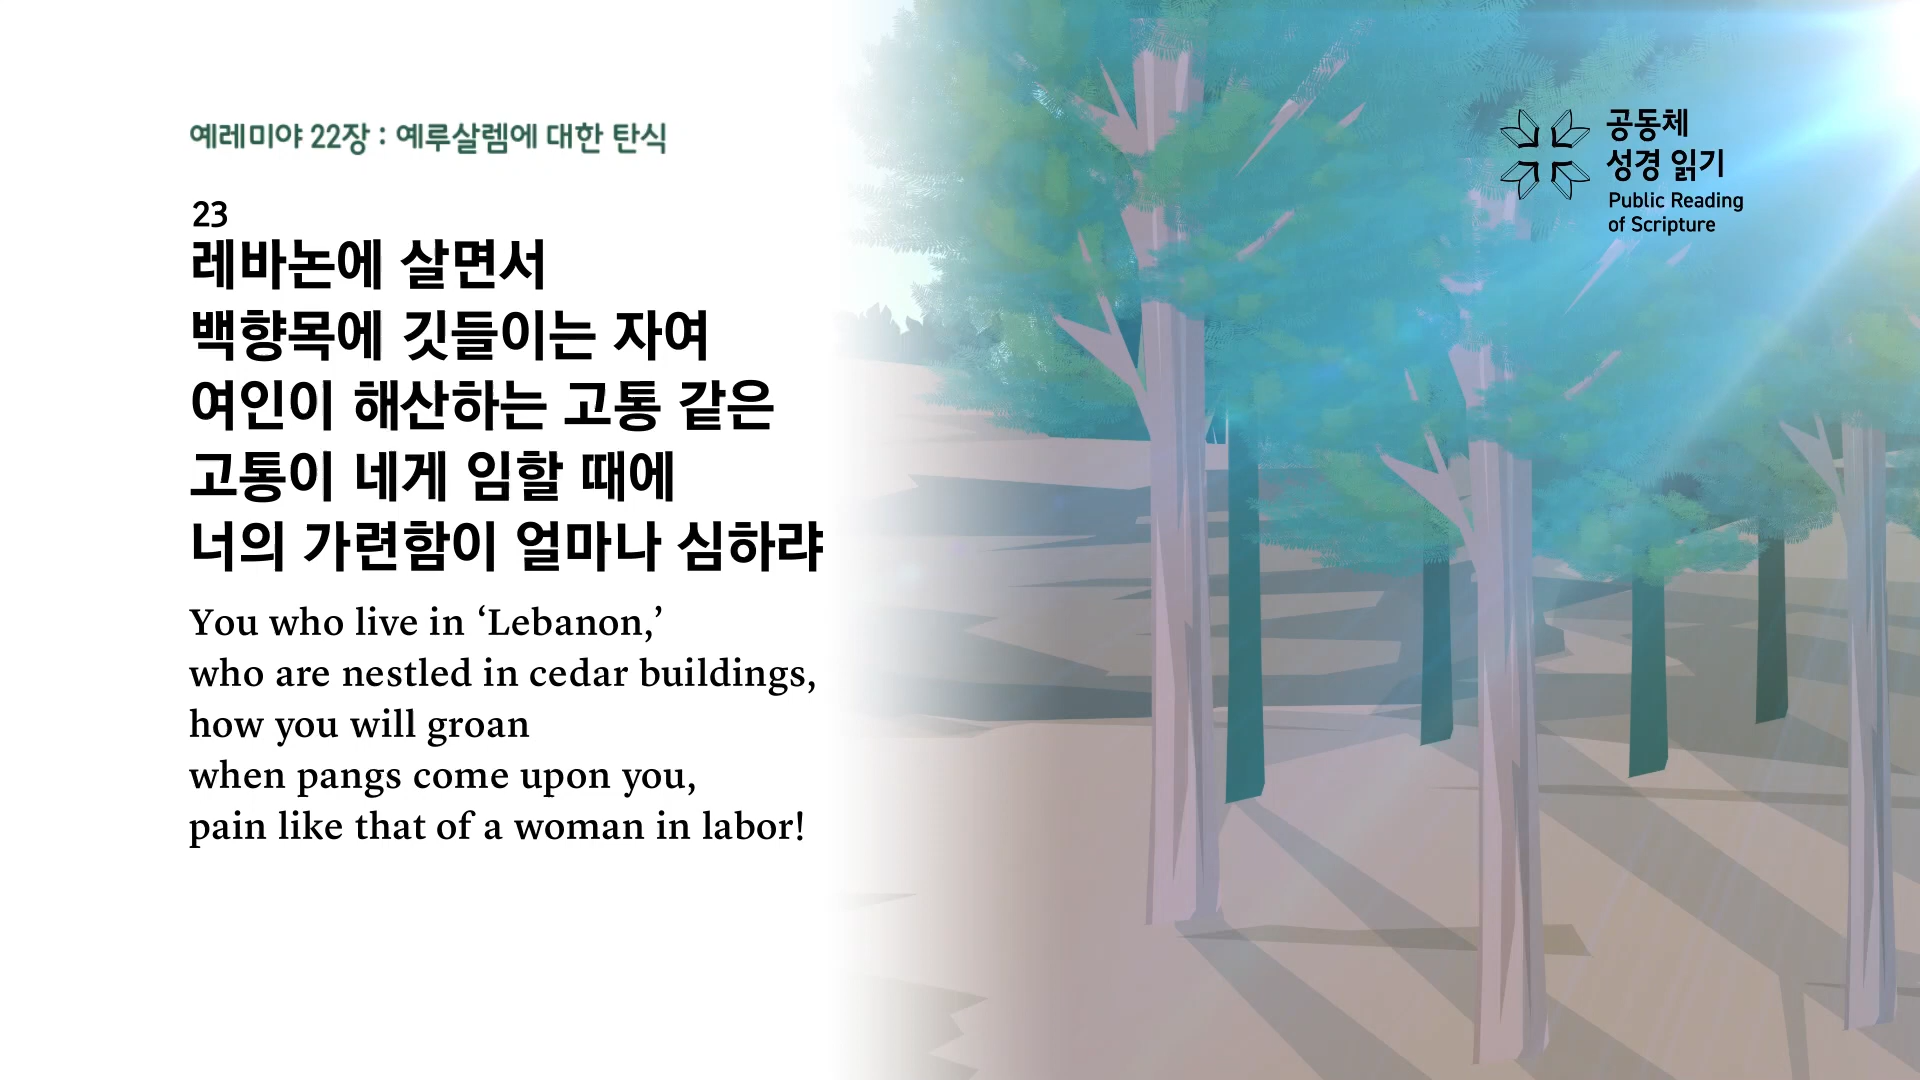 예레미야 22장 : 예루살렘에 대한 탄식
23
레바논에 살면서
백향목에 깃들이는 자여
여인이 해산하는 고통 같은
고통이 네게 임할 때에
너의 가련함이 얼마나 심하랴
You who live in ‘Lebanon,’
who are nestled in cedar buildings,
how you will groan
when pangs come upon you,
pain like that of a woman in labor!
공동체
성경 읽기
Public Reading
of Scripture